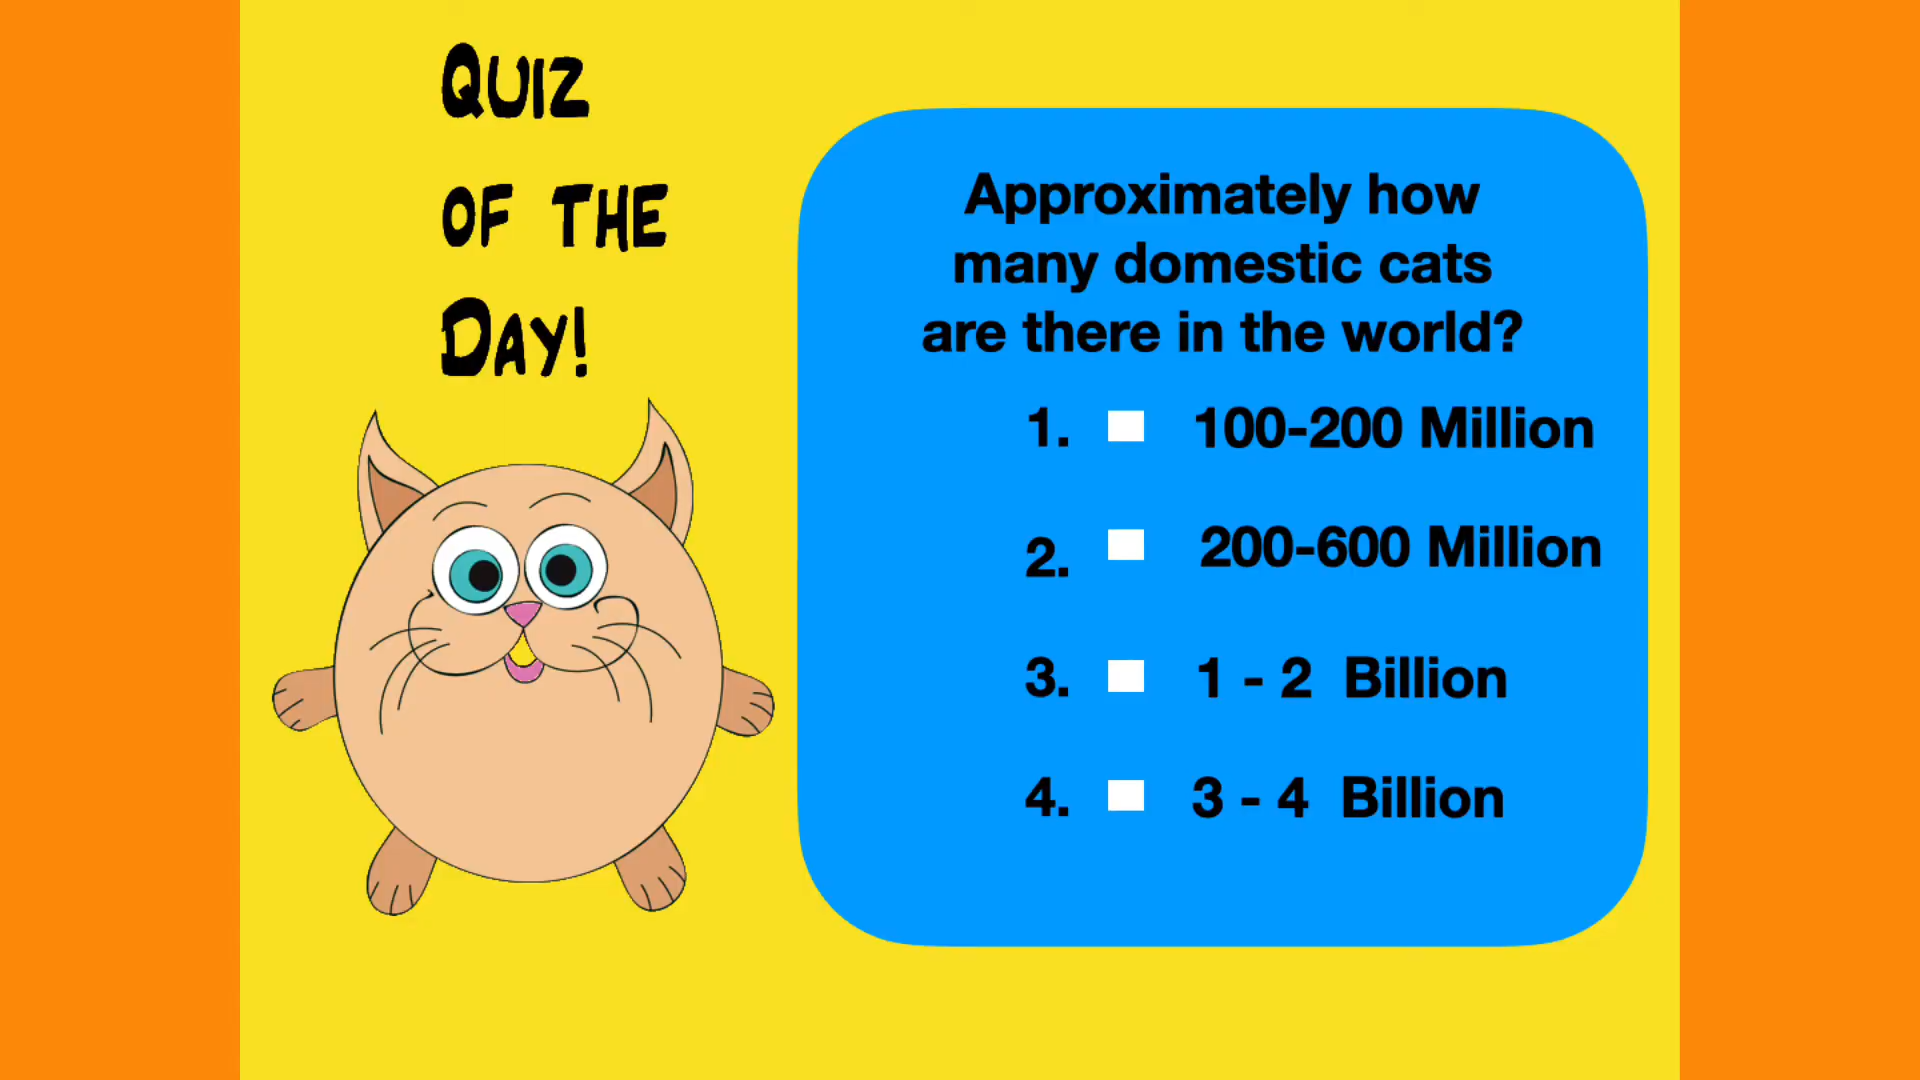 Quiz
of the
Day!
Approximately how
many domestic cats
are there in the world?
1. 100-200 Million
2. 200-600 Million
3. 1 - 2 Billion
4. 3 - 4 Billion